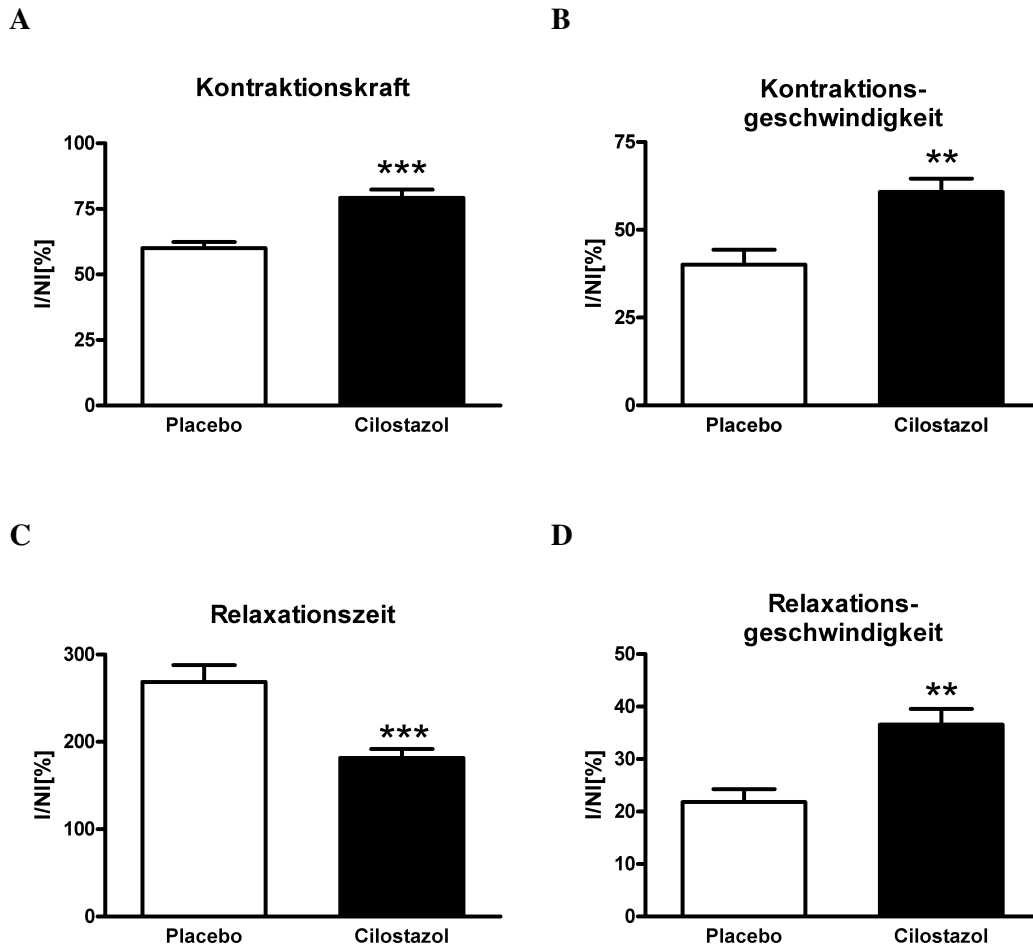 A
Kontraktionskraft
100
75
50
25
0
I/NI[%]
***
Placebo
Cilostazol
B
Kontraktions-
geschwindigkeit
75
50
25
0
I/NI[%]
**
Placebo
Cilostazol
C
Relaxationszeit
300
200
100
0
I/NI[%]
***
Placebo
Cilostazol
D
Relaxations-
geschwindigkeit
50
40
30
20
10
0
I/NI[%]
**
Placebo
Cilostazol